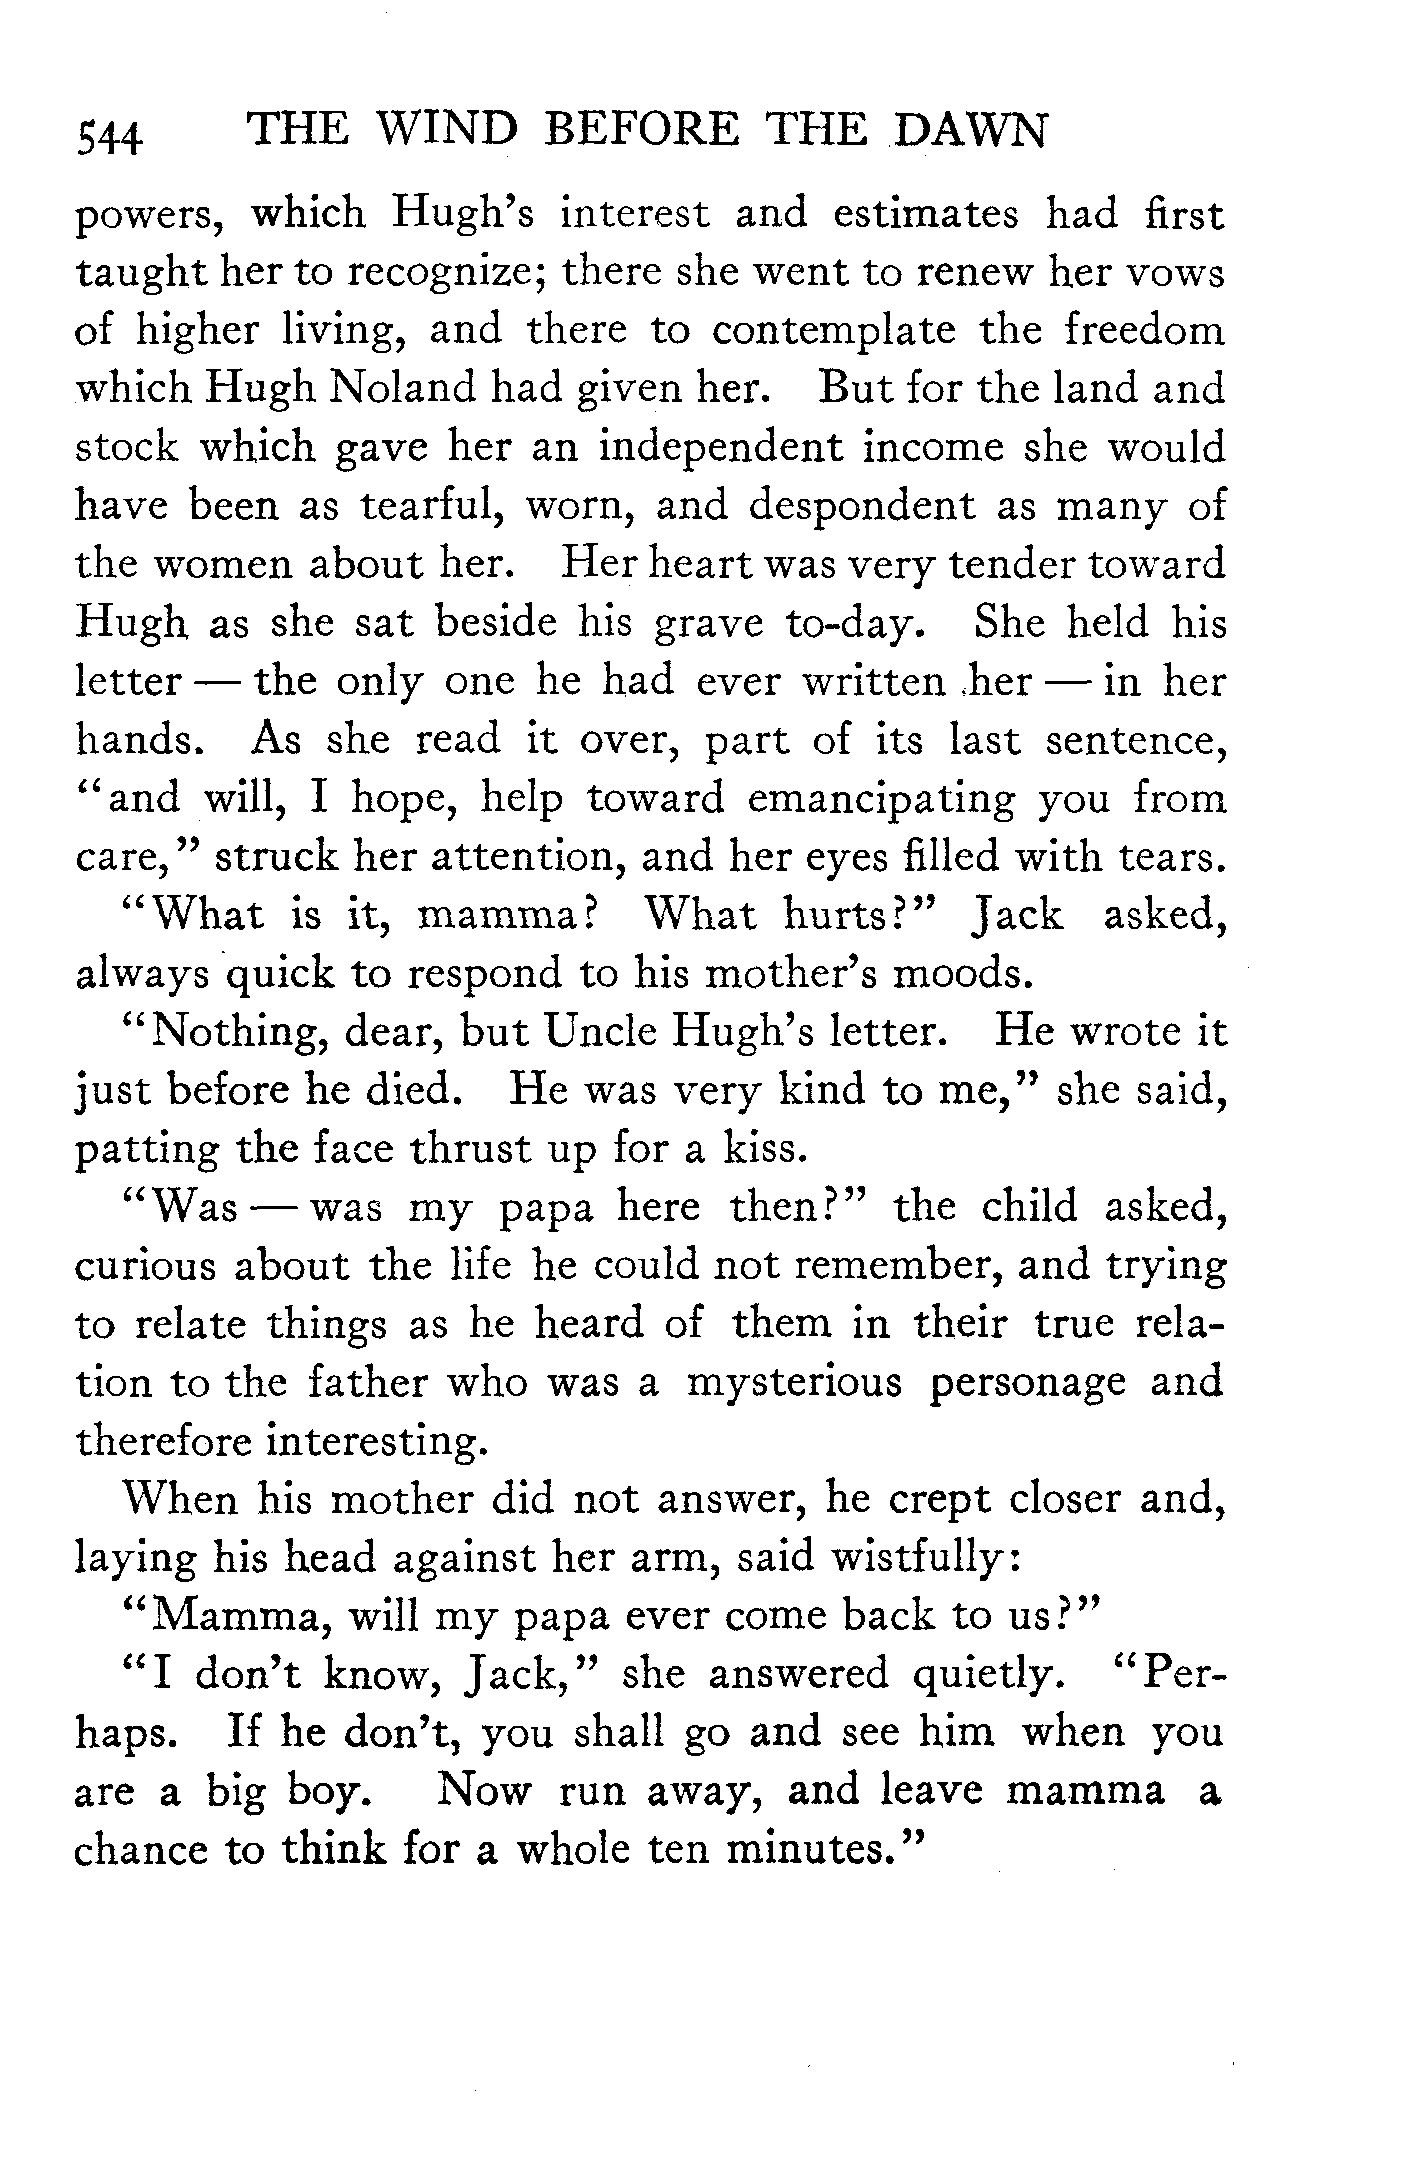 544 THE WIND BEFORE THE DAWN
powers, which Hugh's interest and estimates had first
taught her to recognize; there she went to renew her vows
of higher living, and there to contemplate the freedom
which Hugh Noland had given her. But for the land and
stock which gave her an independent income she would
have been as tearful, worn, and despondent as many of
the women about her. Her heart was very tender toward
Hugh as she sat beside his grave to-day. She held his
letter — the only one he had ever written her — in her
hands. As she read it over, part of its last sentence,
"and will, I hope, help toward emancipating you from
care," struck her attention, and her eyes filled with tears.
"What is it, mamma? What hurts?" Jack asked,
always quick to respond to his mother's moods.
"Nothing, dear, but Uncle Hugh's letter. He wrote it
just before he died. He was very kind to me," she said,
patting the face thrust up for a kiss.
"Was — was my papa here then?" the child asked,
curious about the life he could not remember, and trying
to relate things as he heard of them in their true rela-
tion to the father who was a mysterious personage and
therefore interesting.
When his mother did not answer, he crept closer and,
laying his head against her arm, said wistfully:
"Mamma, will my papa ever come back to us?"
"I don't know, Jack," she answered quietly. "Per-
haps. If he don't, you shall go and see him when you
are a big boy. Now run away, and leave mamma a
chance to think for a whole ten minutes."